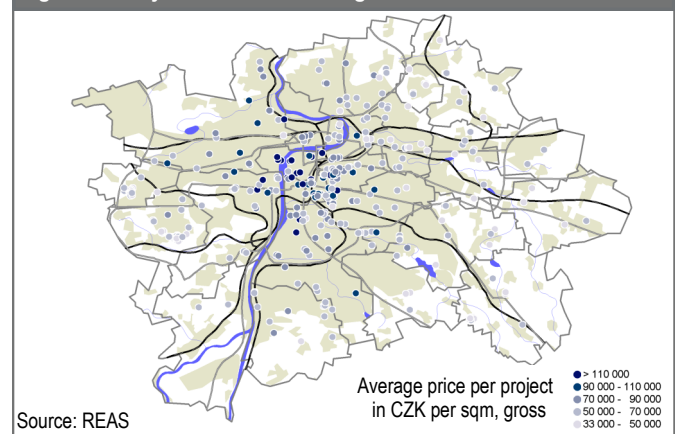 Average price per project
in CZK per sqm, gross
> 110 000
90 000 - 110 000
70 000 - 90 000
50 000 - 70 000
33 000 - 50 000
Source: REAS